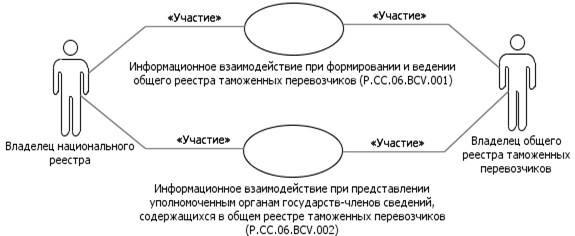 «Участие»
«Участие»
Информационное взаимодействие при формировании и ведении
общего реестра таможенных перевозчиков (P.CC.06.BCV.001)
Владелец национального
реестра
«Участие»
«Участие»
Владелец общего
реестра таможенных
перевозчиков
Информационное взаимодействие при представлении
уполномоченным органам государств-членов сведений,
содержащихся в общем реестре таможенных перевозчиков
(P.CC.06.BCV.002)